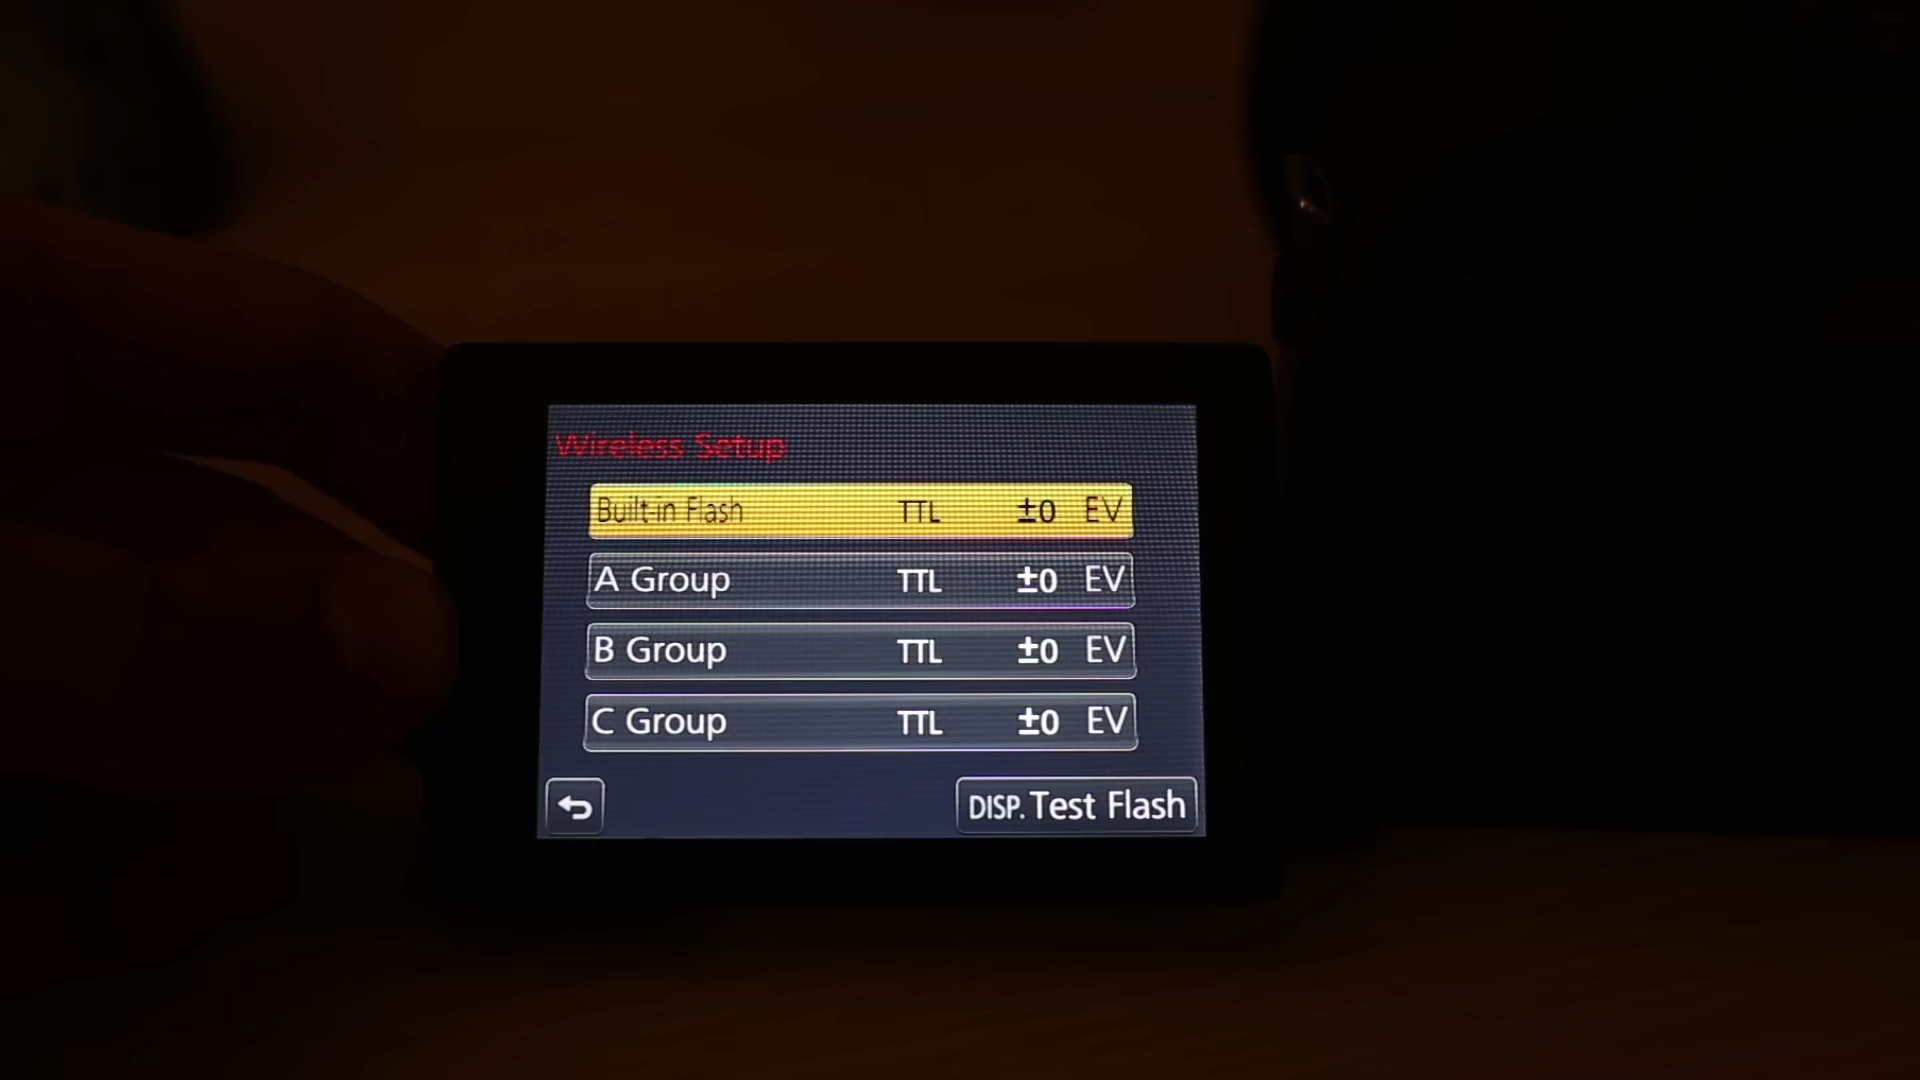 Wireless Setup
Built-in Flash TTL ±0 EV
A Group TTL ±0 EV
B Group TTL ±0 EV
C Group TTL ±0 EV
DISP. Test Flash